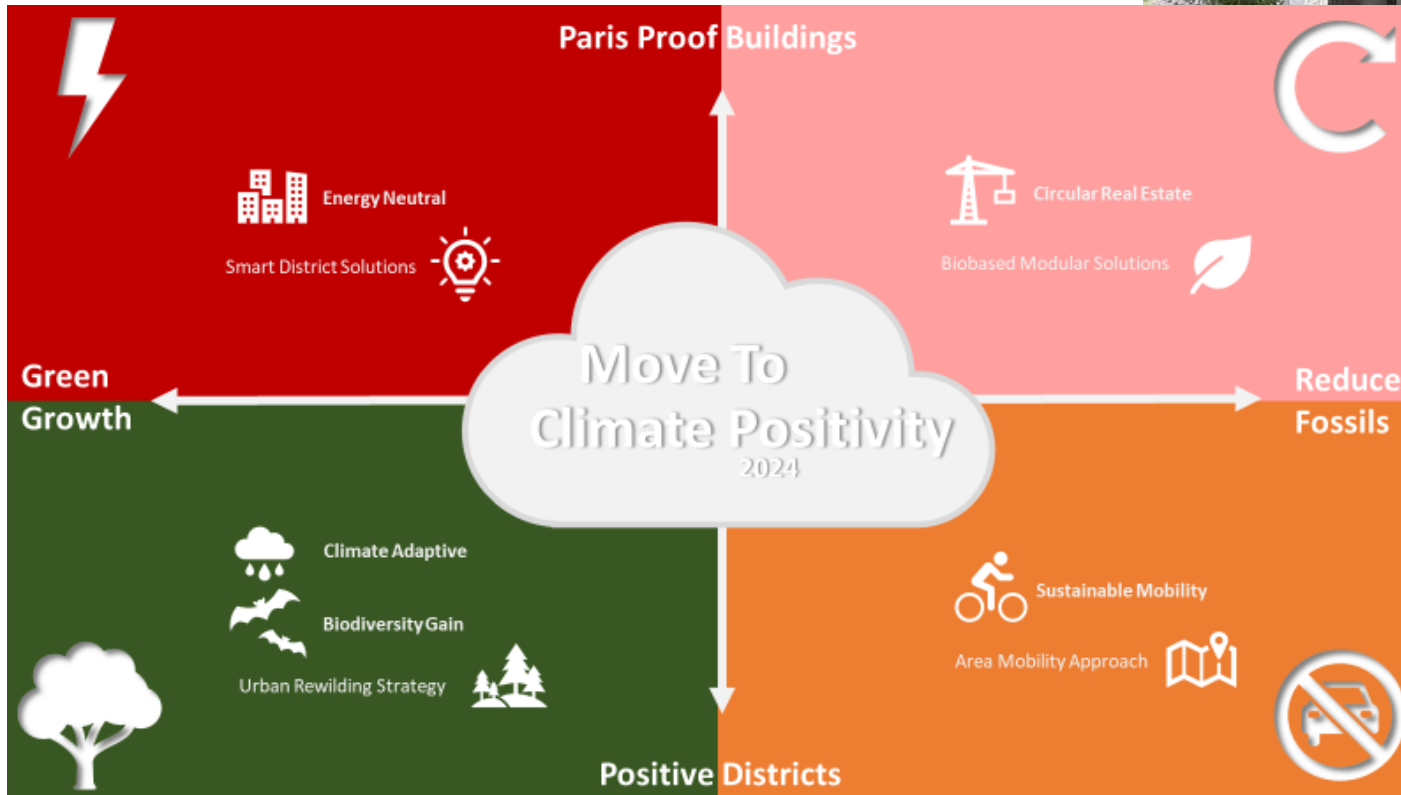 Paris Proof Buildings
Energy Neutral
Smart District Solutions
Circular Real Estate
Biobased Modular Solutions
Green
Growth
Move To
Climate Positivity
2024
Reduce
Fossils
Climate Adaptive
Biodiversity Gain
Urban Rewilding Strategy
Sustainable Mobility
Area Mobility Approach
Positive Districts